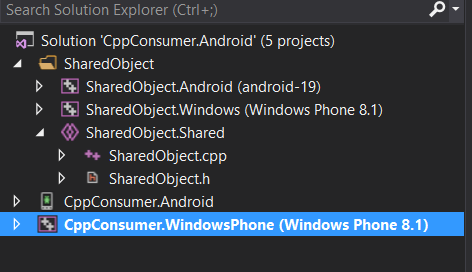 Search Solution Explorer (Ctrl+;)
Solution 'CppConsumer.Android' (5 projects)
SharedObject
SharedObject.Android (android-19)
SharedObject.Windows (Windows Phone 8.1)
SharedObject.Shared
SharedObject.cpp
SharedObject.h
CppConsumer.Android
CppConsumer.WindowsPhone (Windows Phone 8.1)